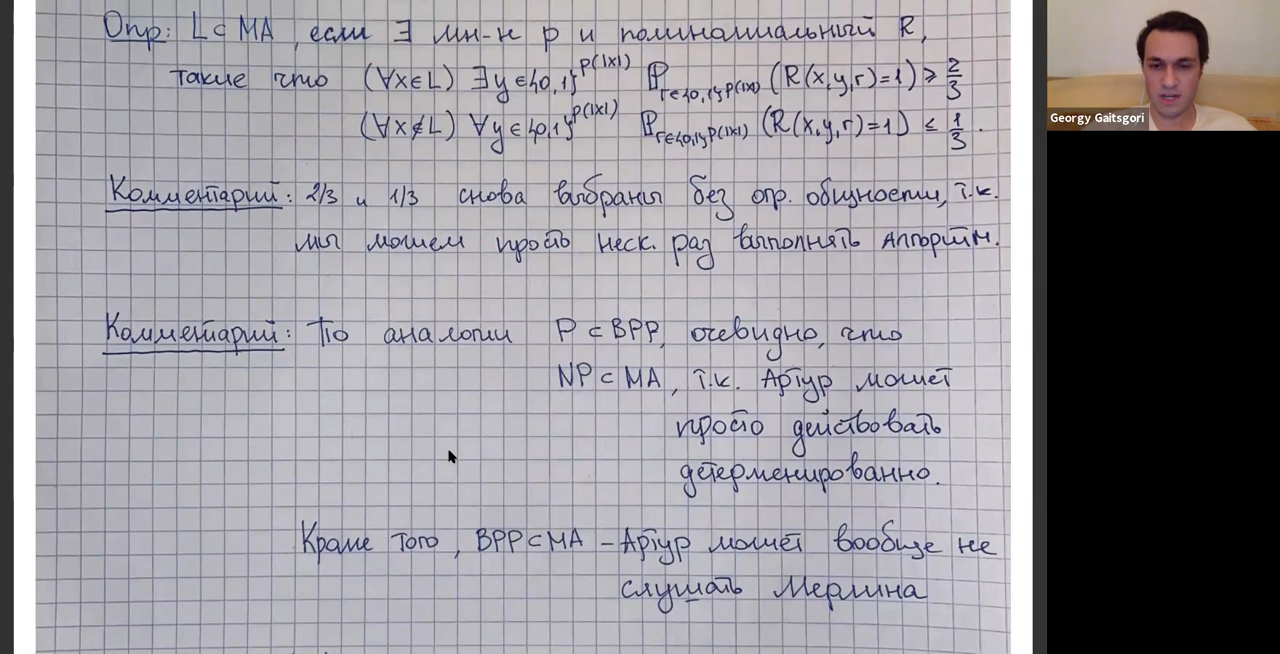 Опр: L ⊂ MA, если ∃ мн-н p и полиномиальный R,
такие что (∀x∈L) ∃y∈{0,1}^p(|x|) ℙ_r∈{0,1}^p(|x|) (R(x,y,r)=1) ≥ 2/3
(∀x∉L) ∀y∈{0,1}^p(|x|) ℙ_r∈{0,1}^p(|x|) (R(x,y,r)=1) ≤ 1/3.
Комментарий: 2/3 и 1/3 снова выбраны без огр. общности, т.к.
мы можем просто неск. раз выполнять алгоритм.
Комментарий: По аналогии P ⊂ BPP, очевидно, что
NP ⊂ MA, т.к. Артур может
просто действовать
детерменированно.
Кроме того, BPP ⊂ MA – Артур может вообще не
слушать Мерлина
Georgy Gaitsgori